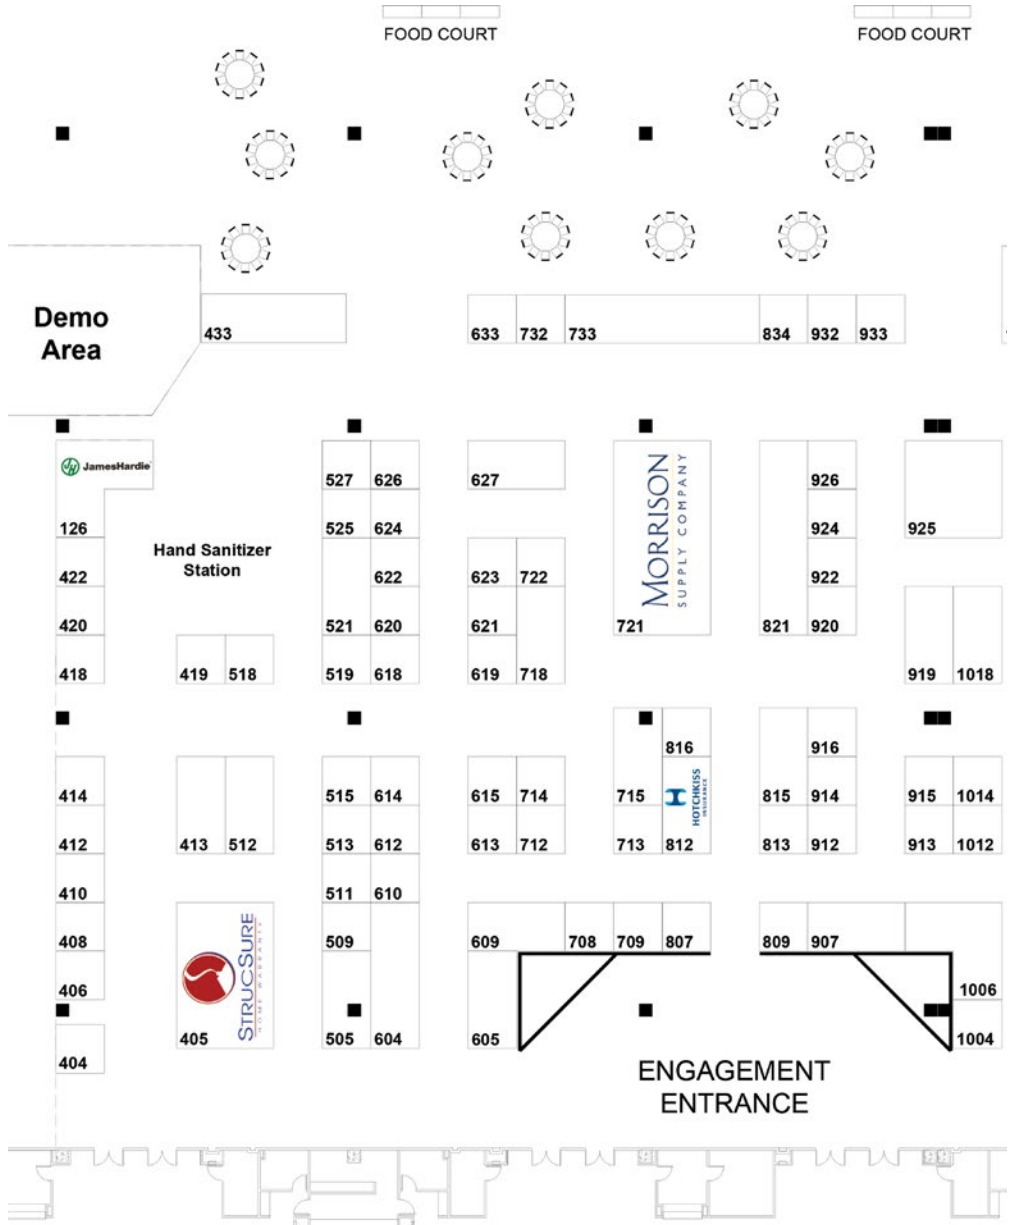 FOOD COURT
FOOD COURT
Demo
Area
433
633 732 733 834 932 933
JH JamesHardie
MORRISON
SUPPLY COMPANY
527 626 627 926
126 525 624 924 925
Hand Sanitizer
Station
422 622 623 722 922
420 521 620 621 721 821 920
418 419 518 519 618 619 718 919 1018
816 916
HOTCHKISS
INSURANCE
414 515 614 615 714 715 815 914 915 1014
412 413 512 513 612 613 712 713 812 813 912 913 1012
410 511 610
STRUCSURE
HOME WARRANTY
408 509 609 708 709 807 809 907
406 1006
405 505 604 605 1004
404
ENGAGEMENT
ENTRANCE